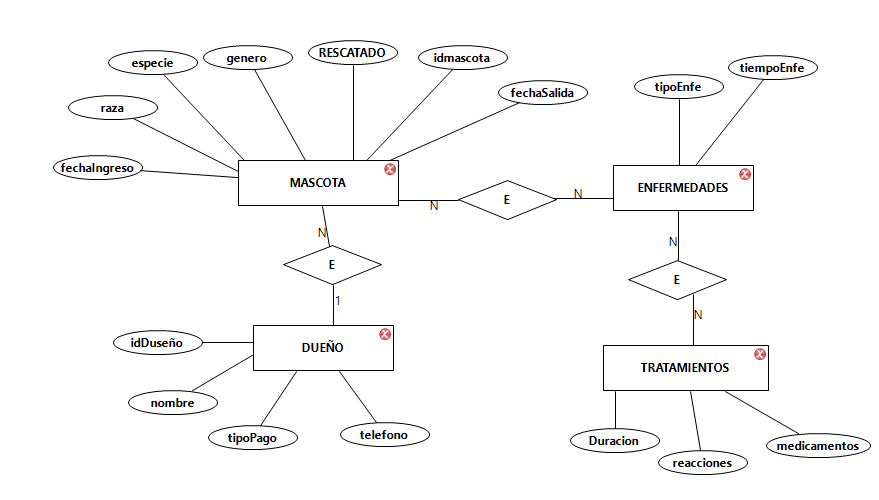 RESCATADO
genero
idmascota
especie
tiempoEnfe
tipoEnfe
fechaSalida
raza
fechaIngreso
MASCOTA
ENFERMEDADES
N
E
N
N
N
E
E
1
N
idDuseño
DUEÑO
TRATAMIENTOS
nombre
tipoPago
telefono
Duracion
medicamentos
reacciones